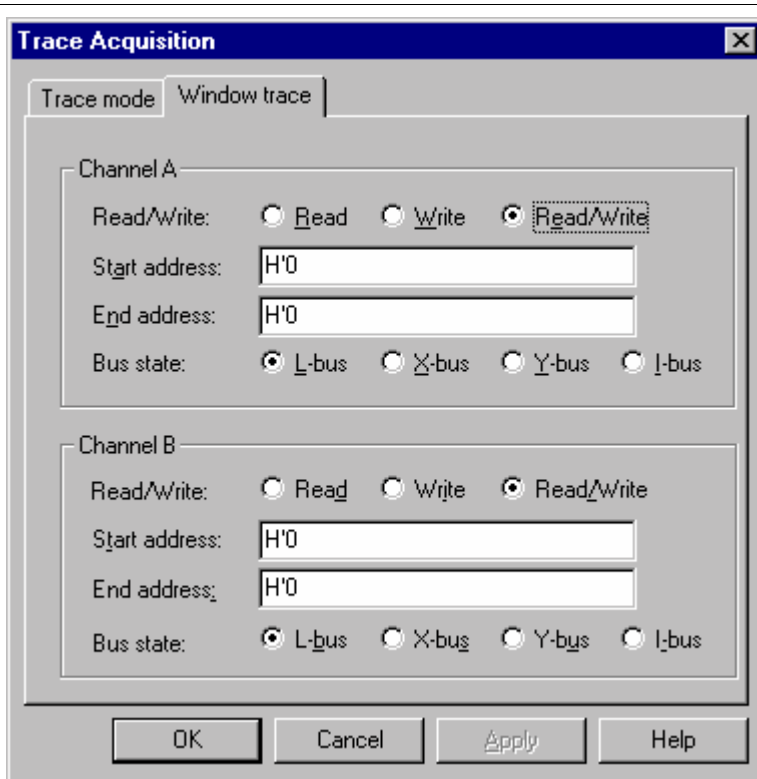 Trace Acquisition
Trace mode Window trace
Channel A
Read/Write: Read Write Read/Write
Start address: H'0
End address: H'0
Bus state: L-bus X-bus Y-bus I-bus
Channel B
Read/Write: Read Write Read/Write
Start address: H'0
End address: H'0
Bus state: L-bus X-bus Y-bus I-bus
OK Cancel Apply Help